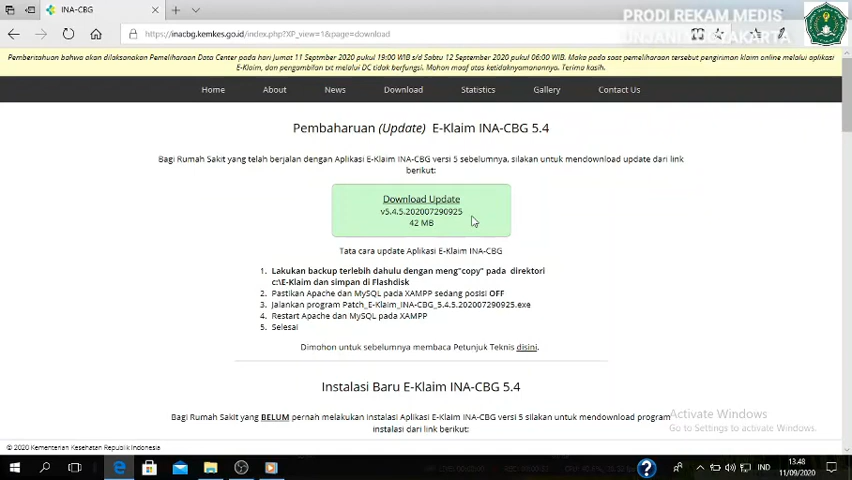 INA-CBG
PRODI REKAM MEDIS
https://inacbg.kemkes.go.id/index.php?XP_view=1&page=download
Pemberitahuan bahwa akan dilaksanakan Pemeliharaan Data Center pada hari Jumat 11 September 2020 pukul 19:00 WIB s/d Sabtu 12 September 2020 pukul 06:00 WIB. Maka pada saat pemeliharaan tersebut pengiriman klaim online melalui aplikasi
E-Klaim, dan pengambilan txt melalui DC tidak berfungsi. Mohon maaf atas ketidaknyamanannya. Terima kasih.
Home About News Download Statistics Gallery Contact Us
Pembaharuan (Update) E-Klaim INA-CBG 5.4
Bagi Rumah Sakit yang telah berjalan dengan Aplikasi E-Klaim INA-CBG versi 5 sebelumnya, silakan untuk mendownload update dari link
berikut:
Download Update
v5.4.5.202007290925
42 MB
Tata cara update Aplikasi E-Klaim INA-CBG
1. Lakukan backup terlebih dahulu dengan meng"copy" pada direktori
c:\E-Klaim dan simpan di Flashdisk
2. Pastikan Apache dan MySQL pada XAMPP sedang posisi OFF
3. Jalankan program Patch_E-Klaim_INA-CBG_5.4.5.202007290925.exe
4. Restart Apache dan MySQL pada XAMPP
5. Selesai
Dimohon untuk sebelumnya membaca Petunjuk Teknis disini.
Instalasi Baru E-Klaim INA-CBG 5.4
Bagi Rumah Sakit yang BELUM pernah melakukan instalasi Aplikasi E-Klaim INA-CBG versi 5 silakan untuk mendownload program
instalasi dari link berikut:
Activate Windows
Go to Settings to activate Windows.
© 2020 Kementerian Kesehatan Republik Indonesia
IND
13.48
11/09/2020